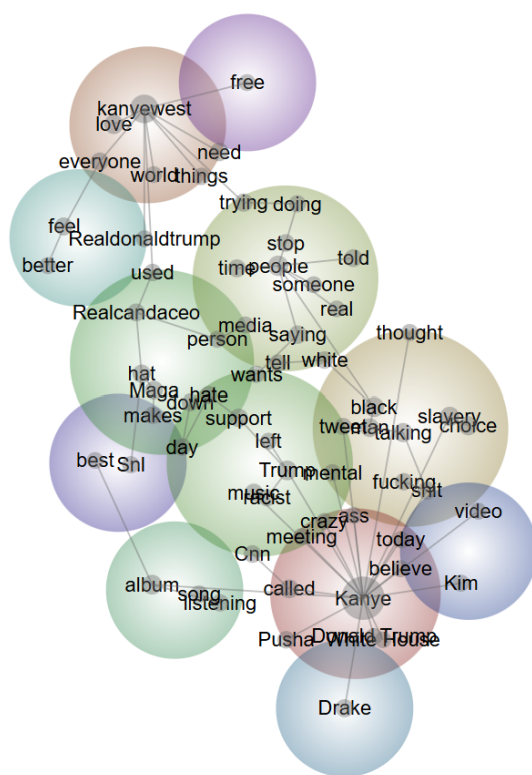 free
kanyewest
love
everyone
need
world
things
trying
doing
feel
Realdonaldtrump
stop
better
used
time
people
told
someone
real
Realcandaceo
media
person
saying
thought
tell
white
hat
wants
Maga
hate
down
makes
support
black
slavery
tweet
man
choice
talking
day
left
best
Snl
Trump
mental
fucking
shit
music
racist
crazy
ass
video
meeting
today
Cnn
believe
album
song
called
Kim
listening
Kanye
Pusha
Donald Trump
White House
Drake